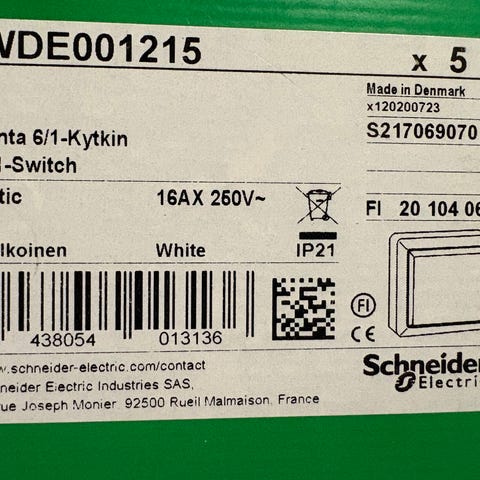 WDE001215
x 5
Made in Denmark
x120200723
S217069070
nta 6/1-Kytkin
-Switch
tic
16AX 250V~
FI 20 104 06
lkoinen
White
IP21
438054
013136
FI
CE
w.schneider-electric.com/contact
neider Electric Industries SAS,
rue Joseph Monier, 92500 Rueil Malmaison, France
Schneider
Electric